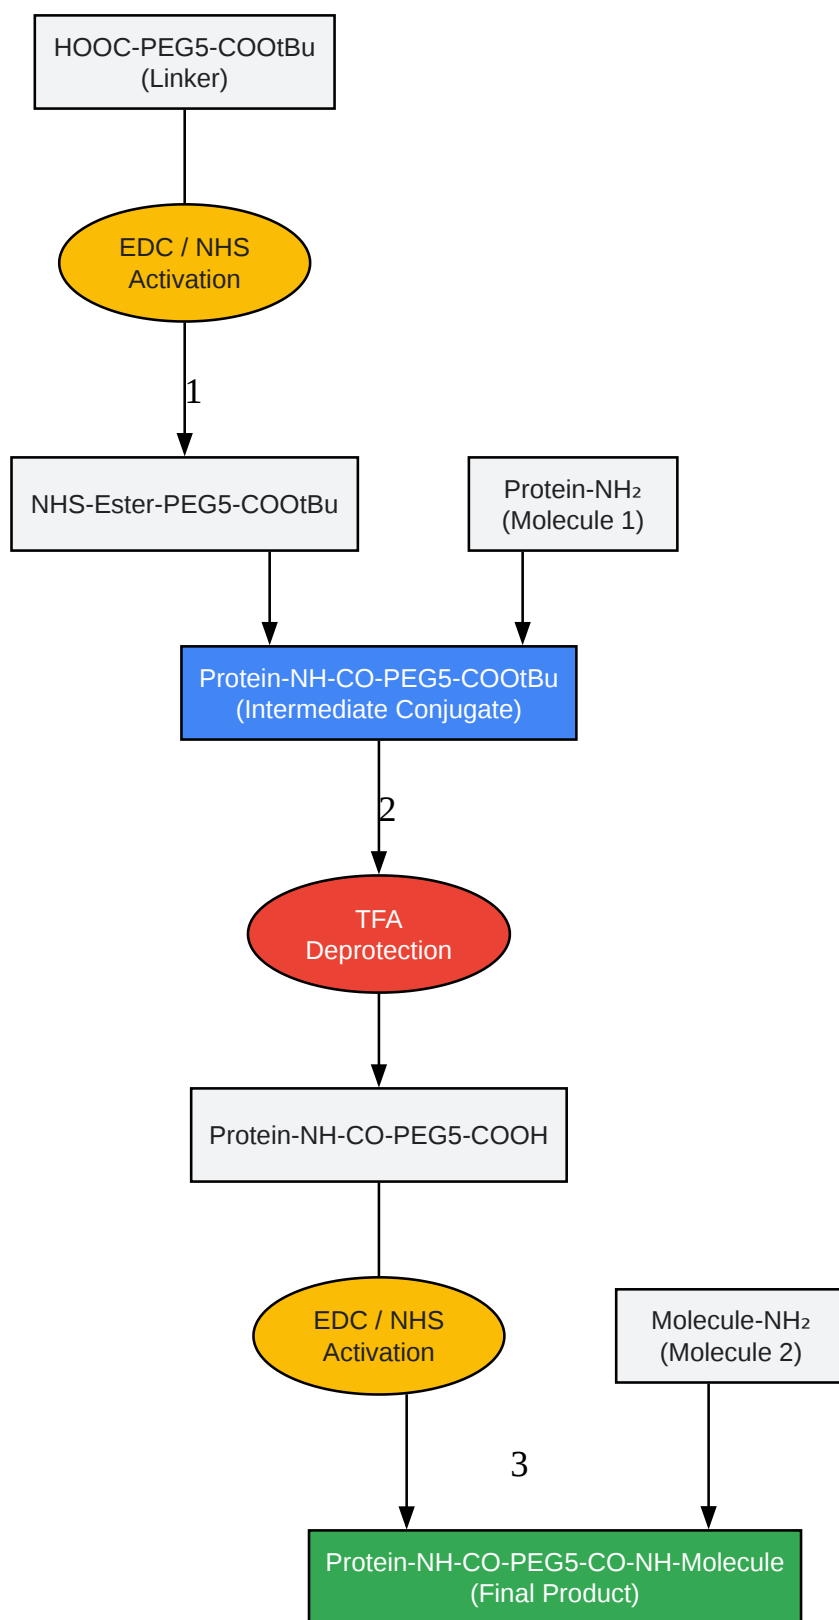 HOOC-PEG5-COOtBu
(Linker)
EDC / NHS
Activation
1
NHS-Ester-PEG5-COOtBu
Protein-NH₂
(Molecule 1)
Protein-NH-CO-PEG5-COOtBu
(Intermediate Conjugate)
2
TFA
Deprotection
Protein-NH-CO-PEG5-COOH
EDC / NHS
Activation
Molecule-NH₂
(Molecule 2)
3
Protein-NH-CO-PEG5-CO-NH-Molecule
(Final Product)